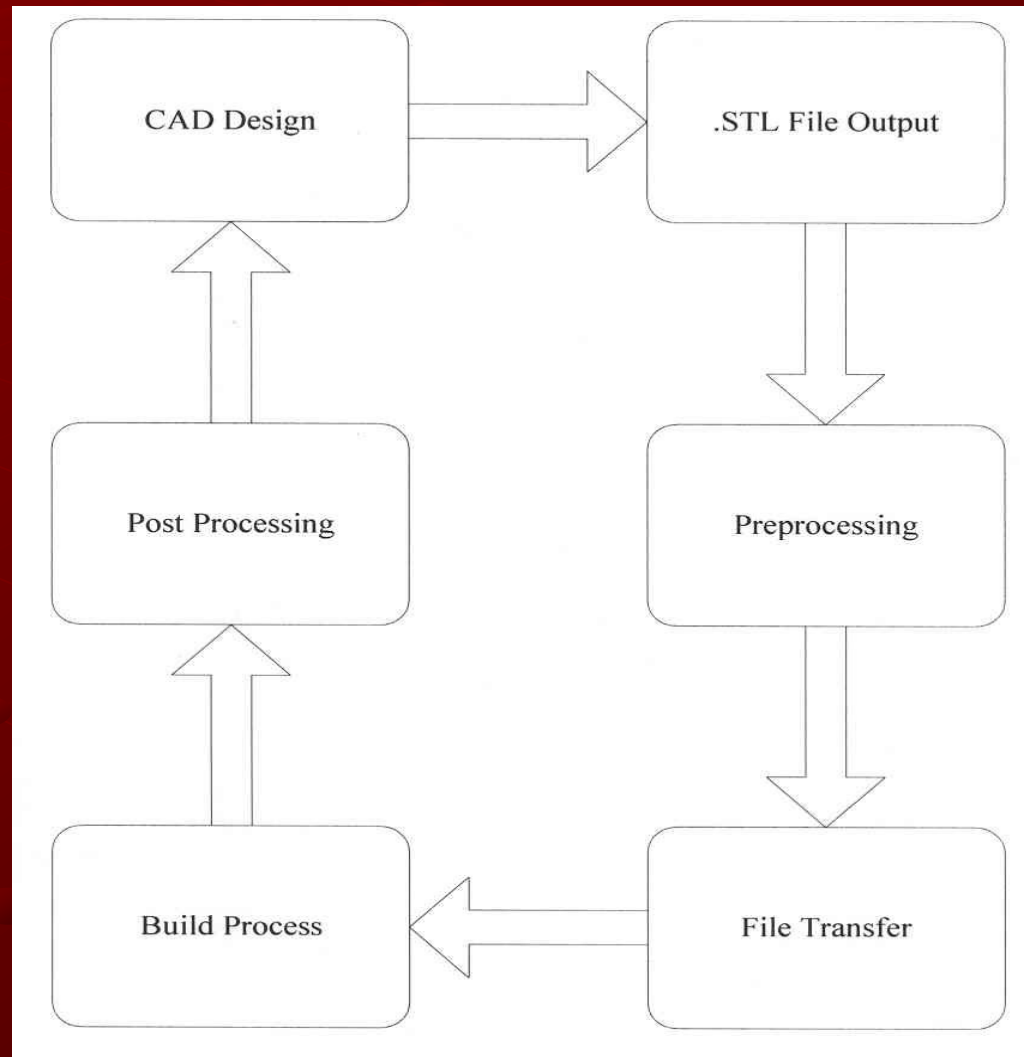 CAD Design
.STL File Output
Post Processing
Preprocessing
Build Process
File Transfer